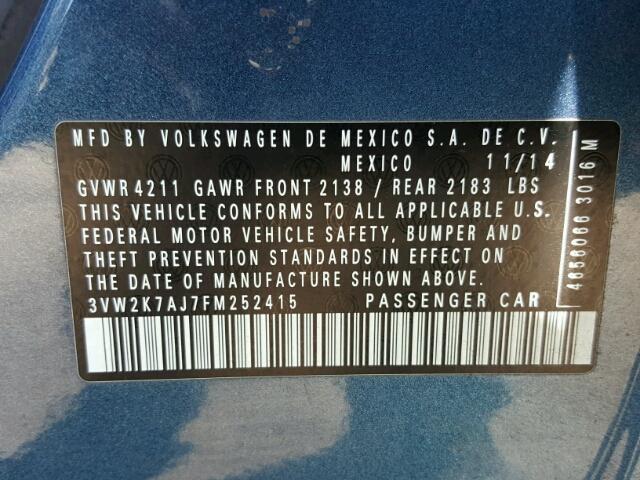 MFD BY VOLKSWAGEN DE MEXICO S.A. DE C.V.
MEXICO 11/14
GVWR 4211 GAWR FRONT 2138 / REAR 2183 LBS
THIS VEHICLE CONFORMS TO ALL APPLICABLE U.S.
FEDERAL MOTOR VEHICLE SAFETY, BUMPER AND
THEFT PREVENTION STANDARDS IN EFFECT ON
THE DATE OF MANUFACTURE SHOWN ABOVE.
3VW2K7AJ7FM252415 PASSENGER CAR
4658066 3016 M